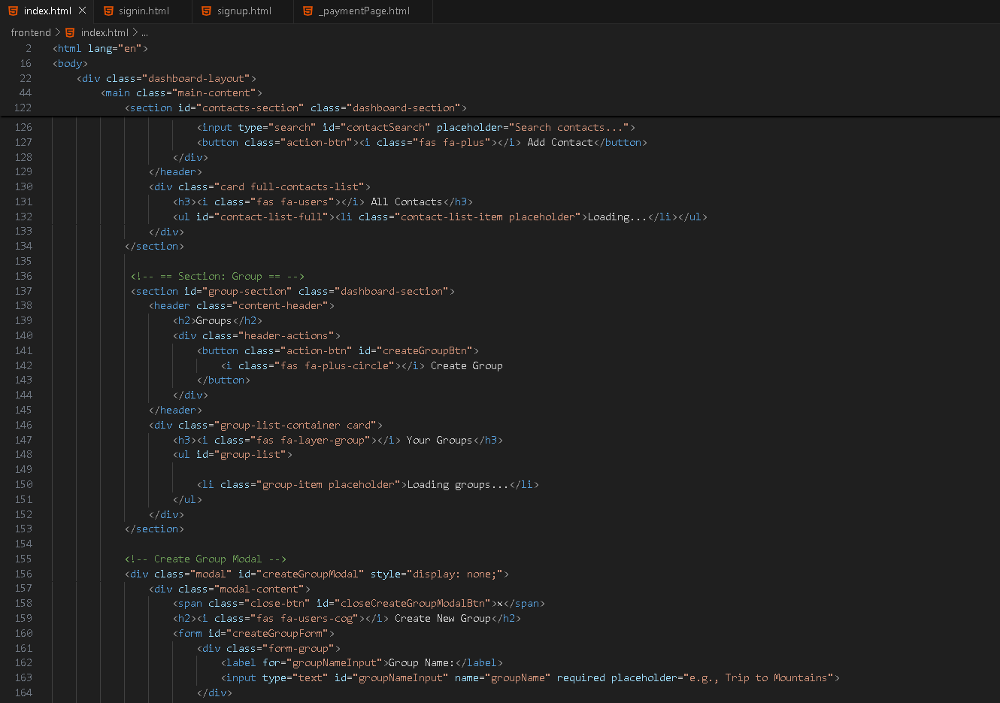 index.html signin.html signup.html _paymentPage.html
frontend > index.html > ...
2 <html lang="en">
16 <body>
22 <div class="dashboard-layout">
44 <main class="main-content">
122 <section id="contacts-section" class="dashboard-section">
126 <input type="search" id="contactSearch" placeholder="Search contacts...">
127 <button class="action-btn"><i class="fas fa-plus"></i> Add Contact</button>
128 </div>
129 </header>
130 <div class="card full-contacts-list">
131 <h3><i class="fas fa-users"></i> All Contacts</h3>
132 <ul id="contact-list-full"><li class="contact-list-item placeholder">Loading...</li></ul>
133 </div>
134 </section>
135
136 <!-- == Section: Group == -->
137 <section id="group-section" class="dashboard-section">
138 <header class="content-header">
139 <h2>Groups</h2>
140 <div class="header-actions">
141 <button class="action-btn" id="createGroupBtn">
142 <i class="fas fa-plus-circle"></i> Create Group
143 </button>
144 </div>
145 </header>
146 <div class="group-list-container card">
147 <h3><i class="fas fa-layer-group"></i> Your Groups</h3>
148 <ul id="group-list">
149
150 <li class="group-item placeholder">Loading groups...</li>
151 </ul>
152 </div>
153 </section>
154
155 <!-- Create Group Modal -->
156 <div class="modal" id="createGroupModal" style="display: none;">
157 <div class="modal-content">
158 <span class="close-btn" id="closeCreateGroupModalBtn">×</span>
159 <h2><i class="fas fa-users-cog"></i> Create New Group</h2>
160 <form id="createGroupForm">
161 <div class="form-group">
162 <label for="groupNameInput">Group Name:</label>
163 <input type="text" id="groupNameInput" name="groupName" required placeholder="e.g., Trip to Mountains">
164 </div>